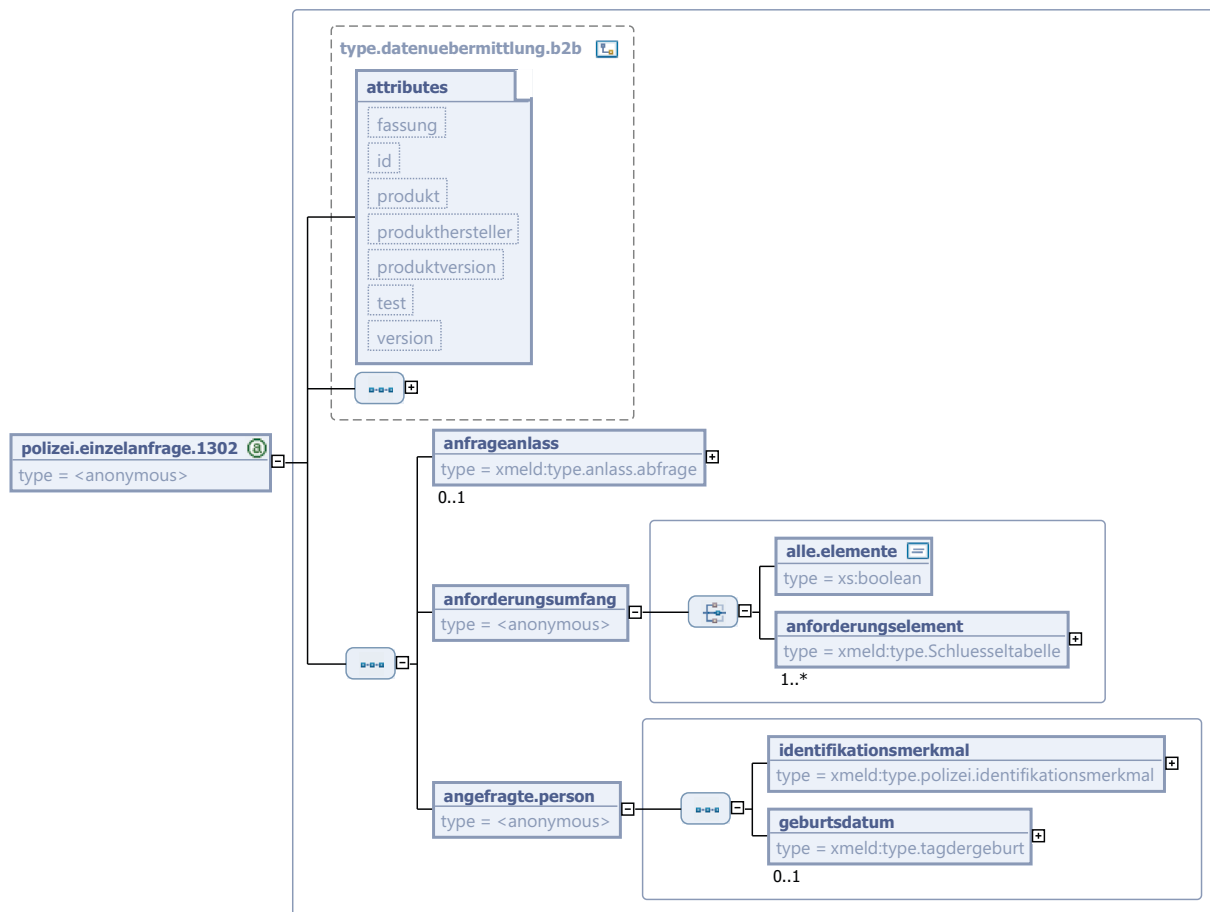 type.datenuebermittlung.b2b
attributes
fassung
id
produkt
produkthersteller
produktversion
test
version
polizei.einzelanfrage.1302 a
type = <anonymous>
anfrageanlass
type = xmeld:type.anlass.abfrage
0..1
anforderungsumfang
type = <anonymous>
alle.elemente
type = xs:boolean
anforderungselement
type = xmeld:type.Schluesseltabelle
1..*
angefragte.person
type = <anonymous>
identifikationsmerkmal
type = xmeld:type.polizei.identifikationsmerkmal
geburtsdatum
type = xmeld:type.tagdergeburt
0..1